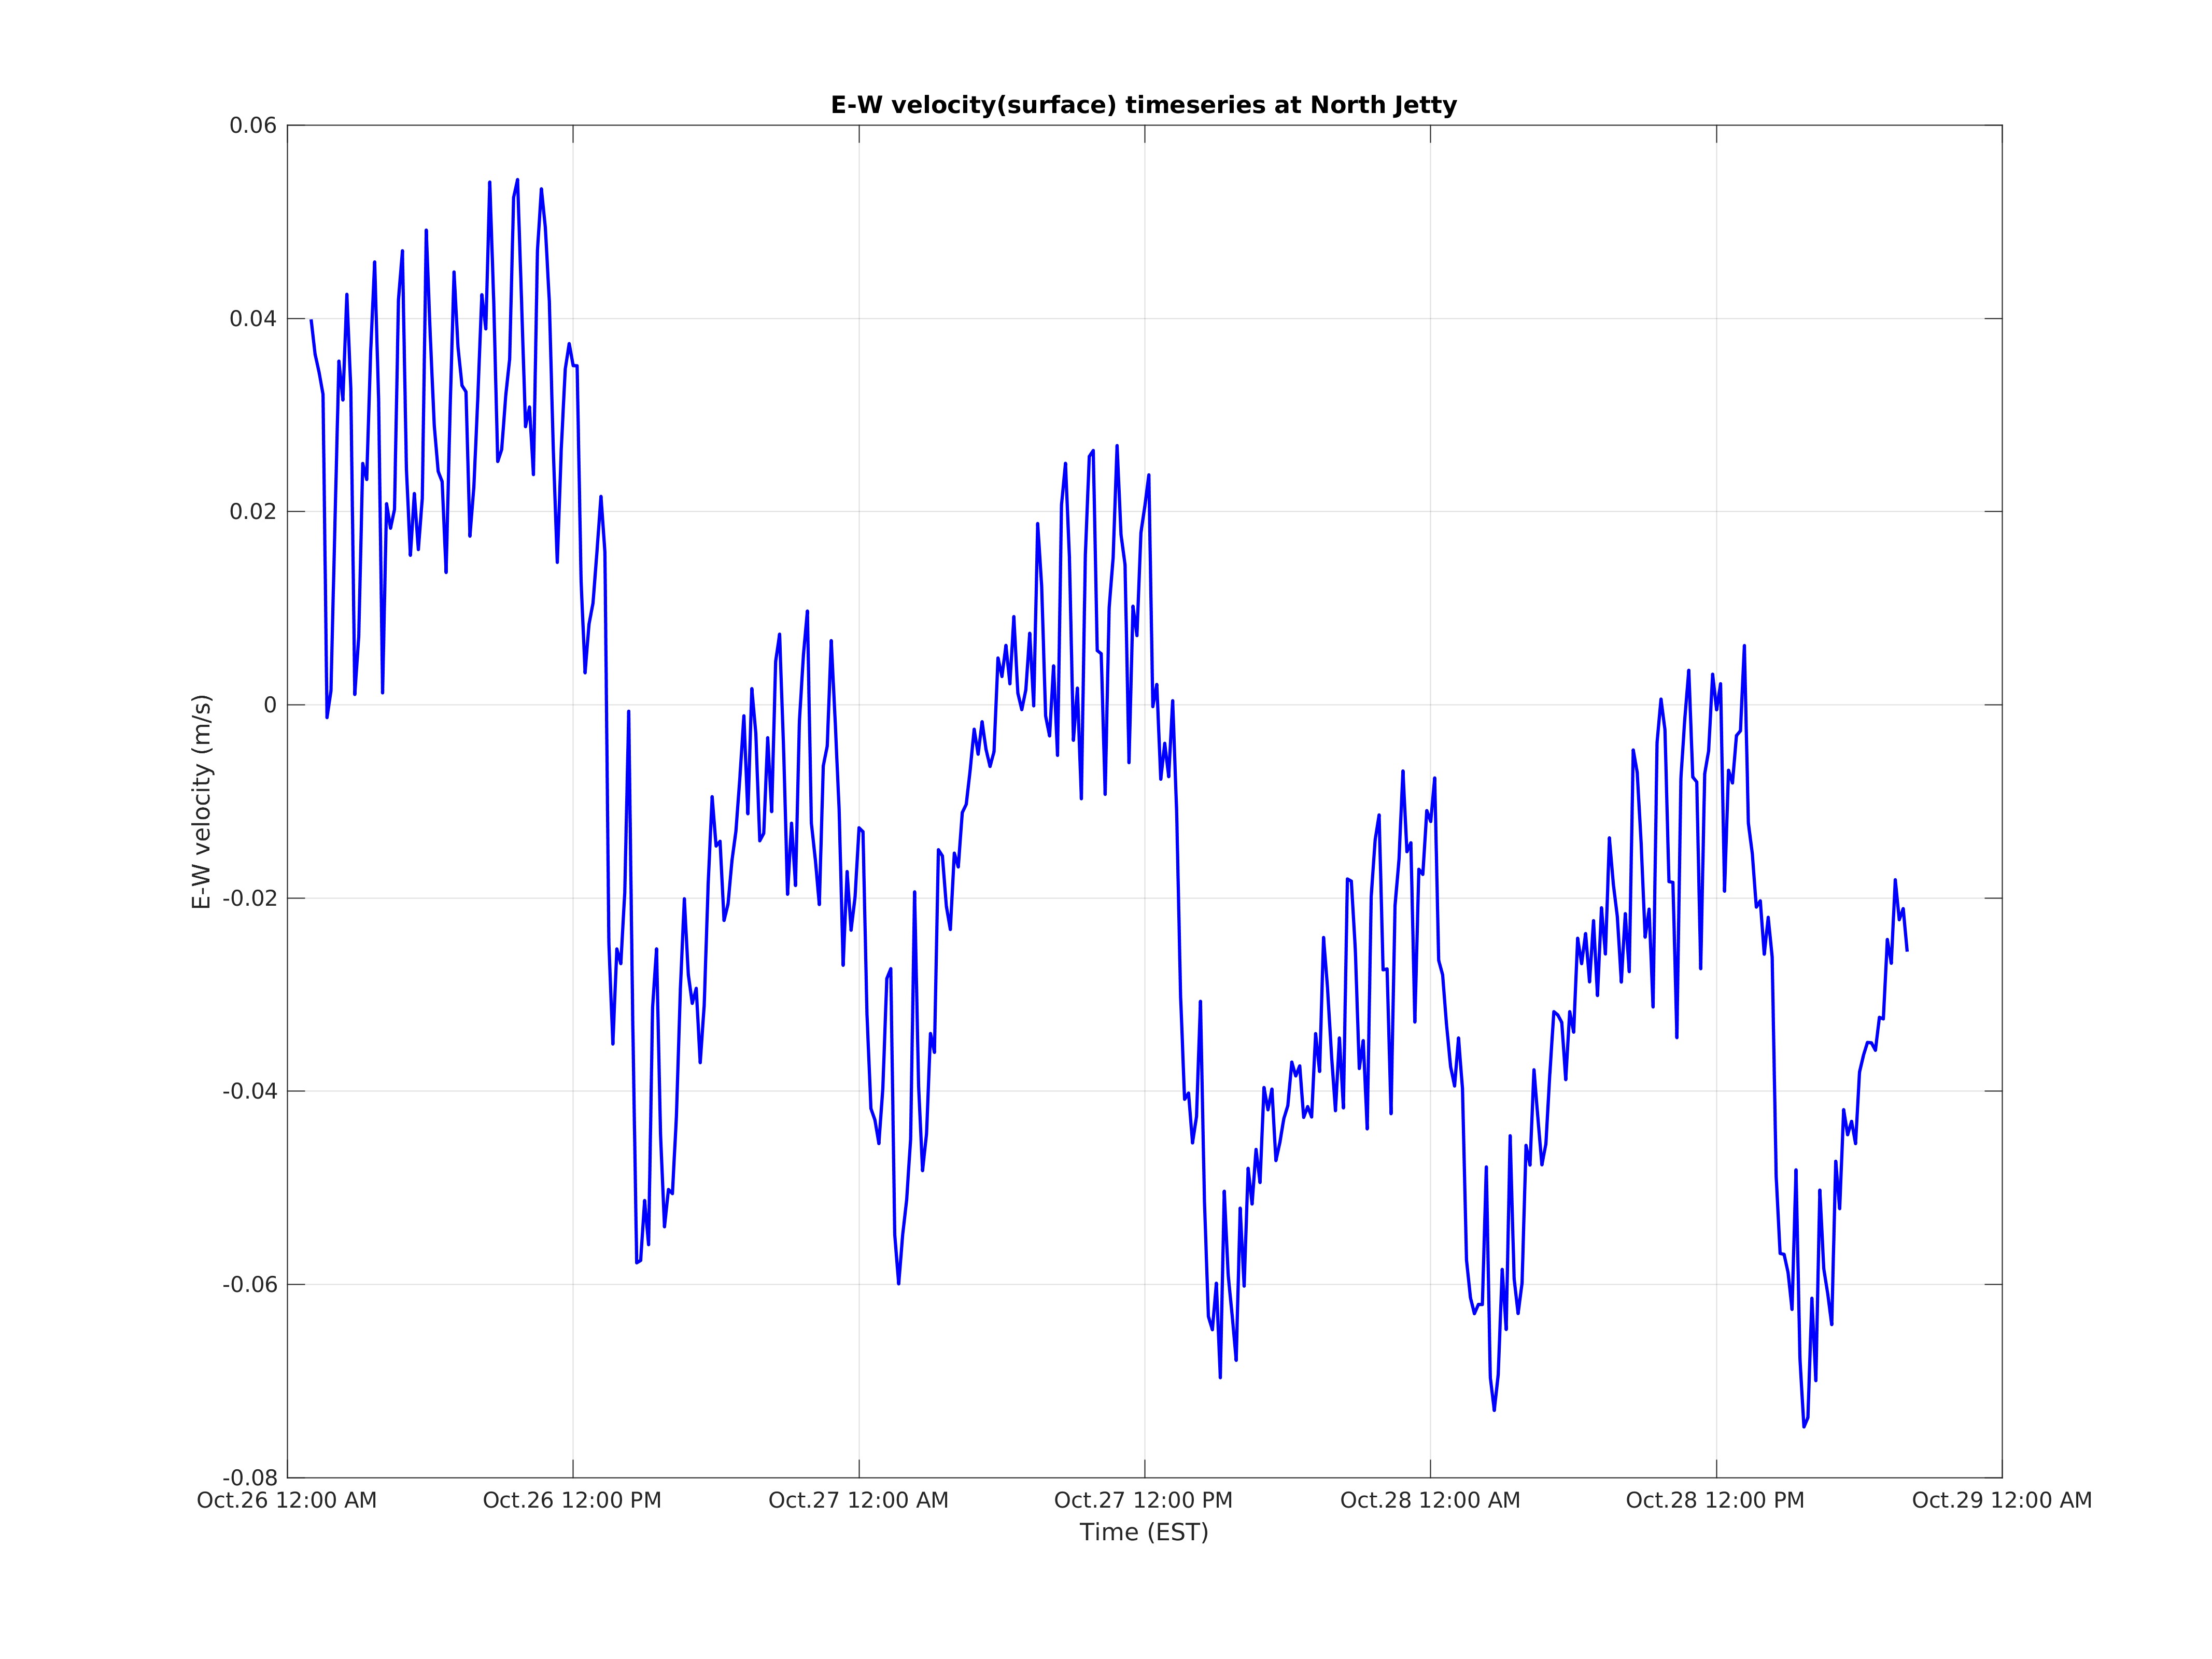 E-W velocity(surface) timeseries at North Jetty
0.06
0.04
0.02
0
-0.02
-0.04
-0.06
-0.08
E-W velocity (m/s)
Oct.26 12:00 AM
Oct.26 12:00 PM
Oct.27 12:00 AM
Oct.27 12:00 PM
Oct.28 12:00 AM
Oct.28 12:00 PM
Oct.29 12:00 AM
Time (EST)